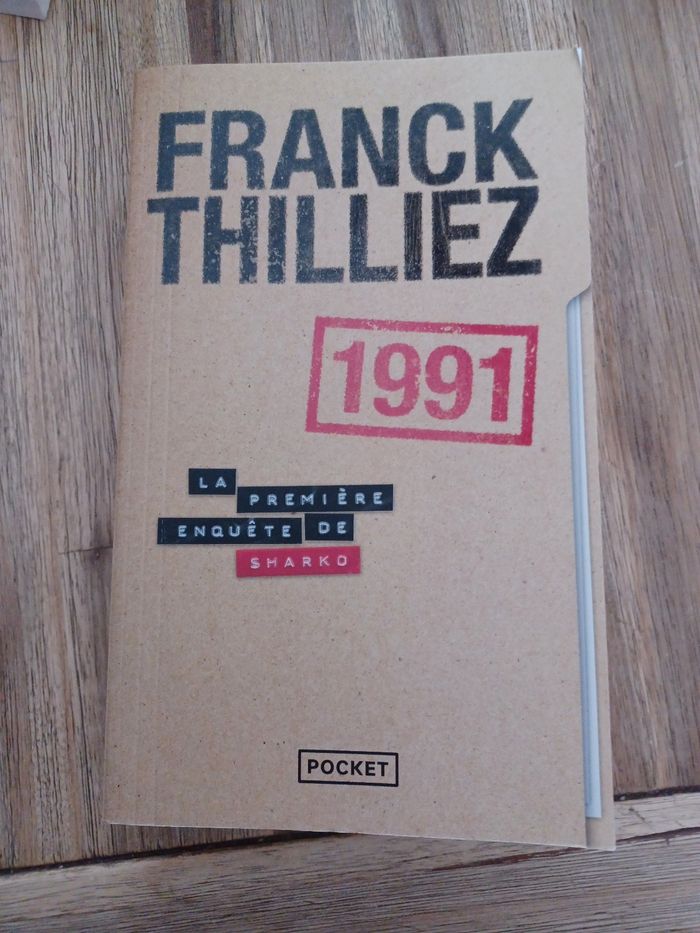 FRANCK
THILLIEZ
1991
LA
PREMIÈRE
ENQUÊTE DE
SHARKO
POCKET